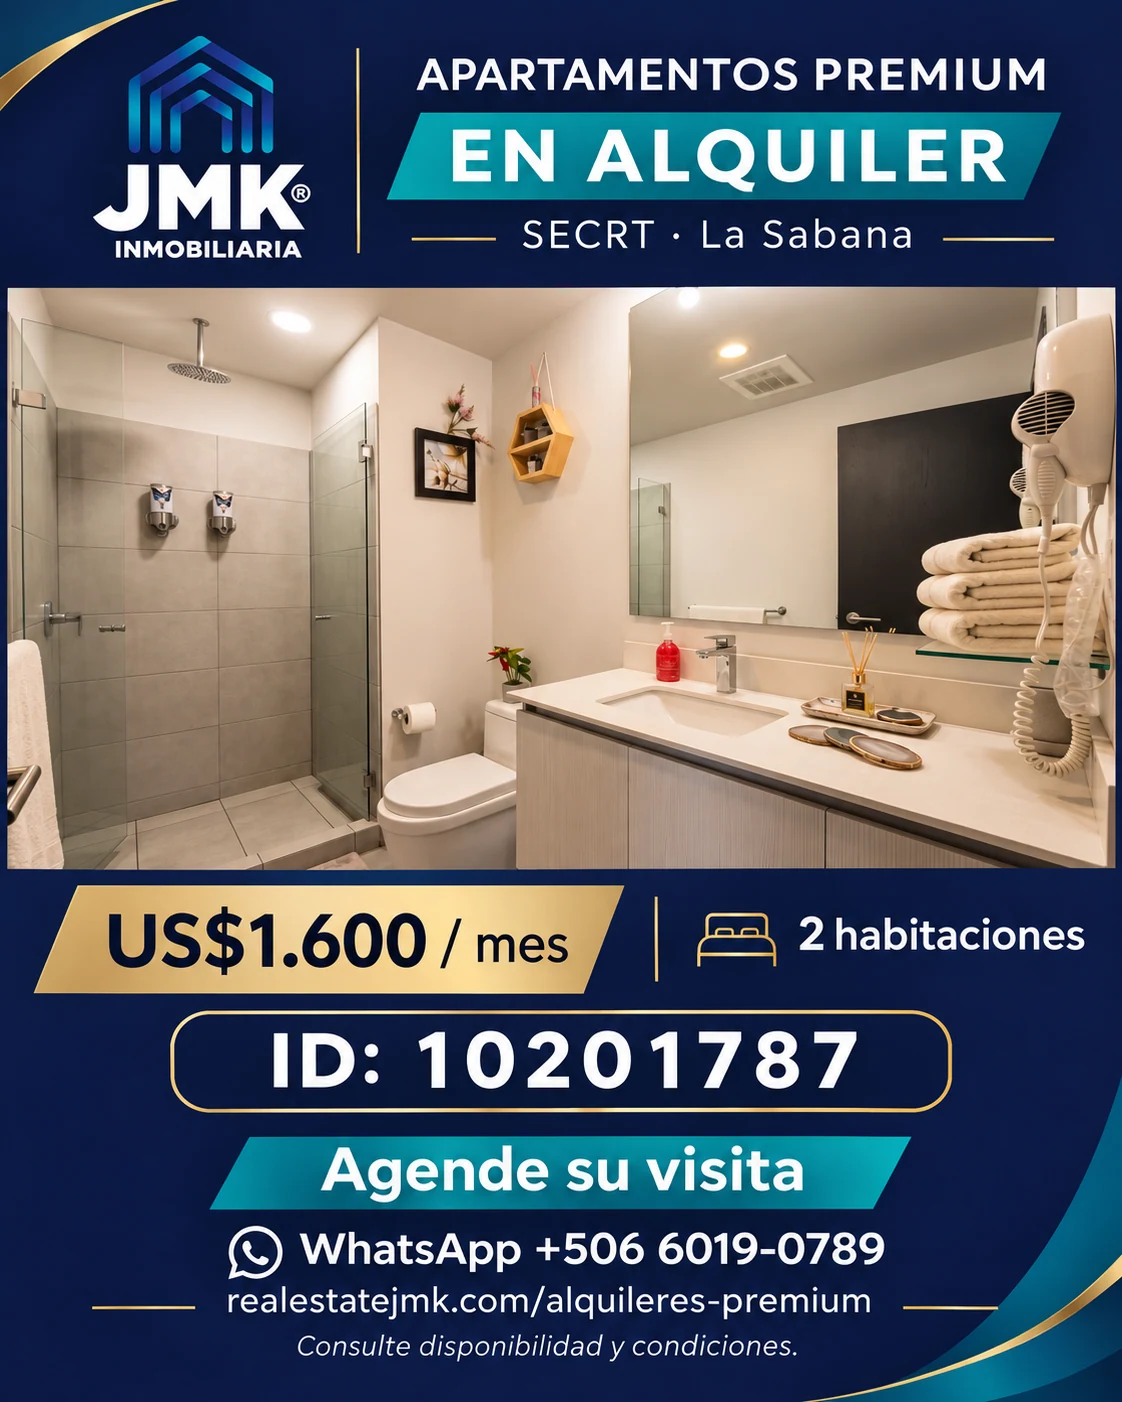 JMK®
INMOBILIARIA
APARTAMENTOS PREMIUM
EN ALQUILER
SECRT · La Sabana
US$1.600 / mes
2 habitaciones
ID: 10201787
Agende su visita
WhatsApp +506 6019-0789
realestatejmk.com/alquileres-premium
Consulte disponibilidad y condiciones.